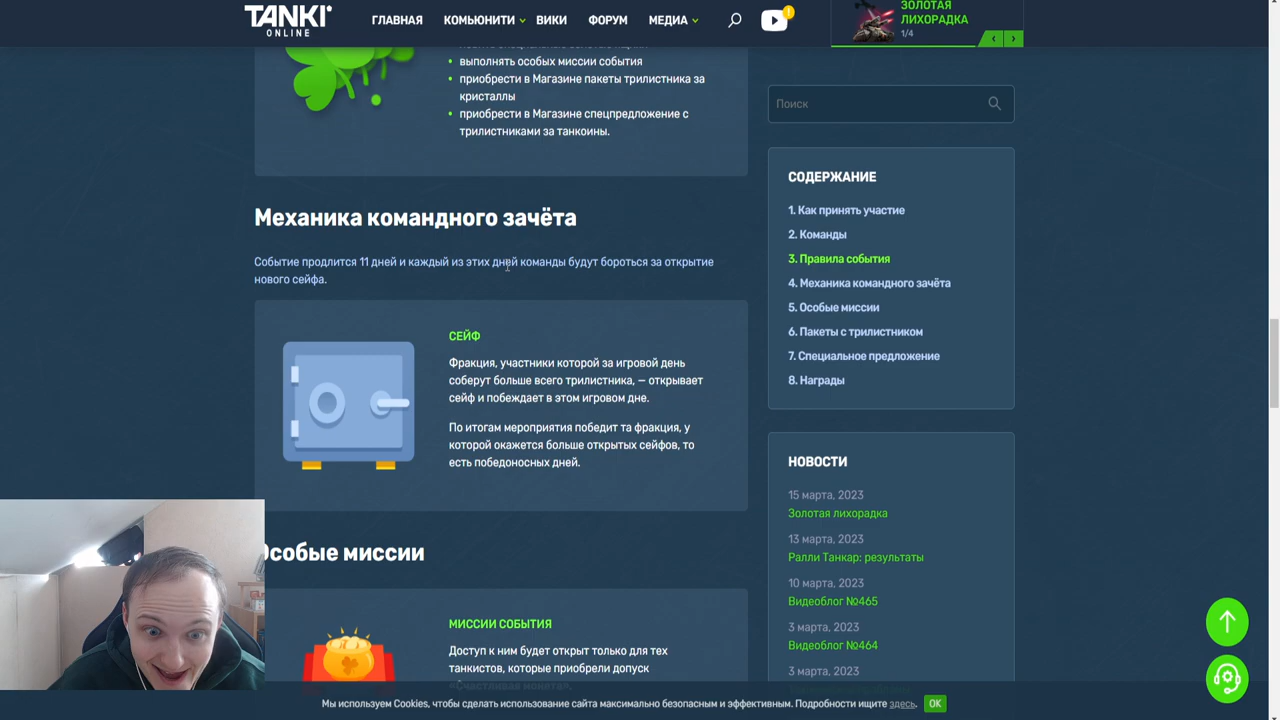 TANKI
ONLINE
ГЛАВНАЯ
КОМЬЮНИТИ
ВИКИ
ФОРУМ
МЕДИА
ЗОЛОТАЯ
ЛИХОРАДКА
1/4
выполнять особых миссии события
приобрести в Магазине пакеты трилистника за
кристаллы
приобрести в Магазине спецпредложение с
трилистниками за танкоины.
Механика командного зачёта
Событие продлится 11 дней и каждый из этих дней команды будут бороться за открытие
нового сейфа.
СЕЙФ
Фракция, участники которой за игровой день
соберут больше всего трилистника, — открывает
сейф и побеждает в этом игровом дне.
По итогам мероприятия победит та фракция, у
которой окажется больше открытых сейфов, то
есть победоносных дней.
Особые миссии
МИССИИ СОБЫТИЯ
Доступ к ним будет открыт только для тех
танкистов, которые приобрели допуск
«Счастливая монета».
Поиск
СОДЕРЖАНИЕ
1. Как принять участие
2. Команды
3. Правила события
4. Механика командного зачёта
5. Особые миссии
6. Пакеты с трилистником
7. Специальное предложение
8. Награды
НОВОСТИ
15 марта, 2023
Золотая лихорадка
13 марта, 2023
Ралли Танкар: результаты
10 марта, 2023
Видеоблог №465
3 марта, 2023
Видеоблог №464
3 марта, 2023
Мы используем Cookies, чтобы сделать использование сайта максимально безопасным и эффективным. Подробности ищите здесь.
OK